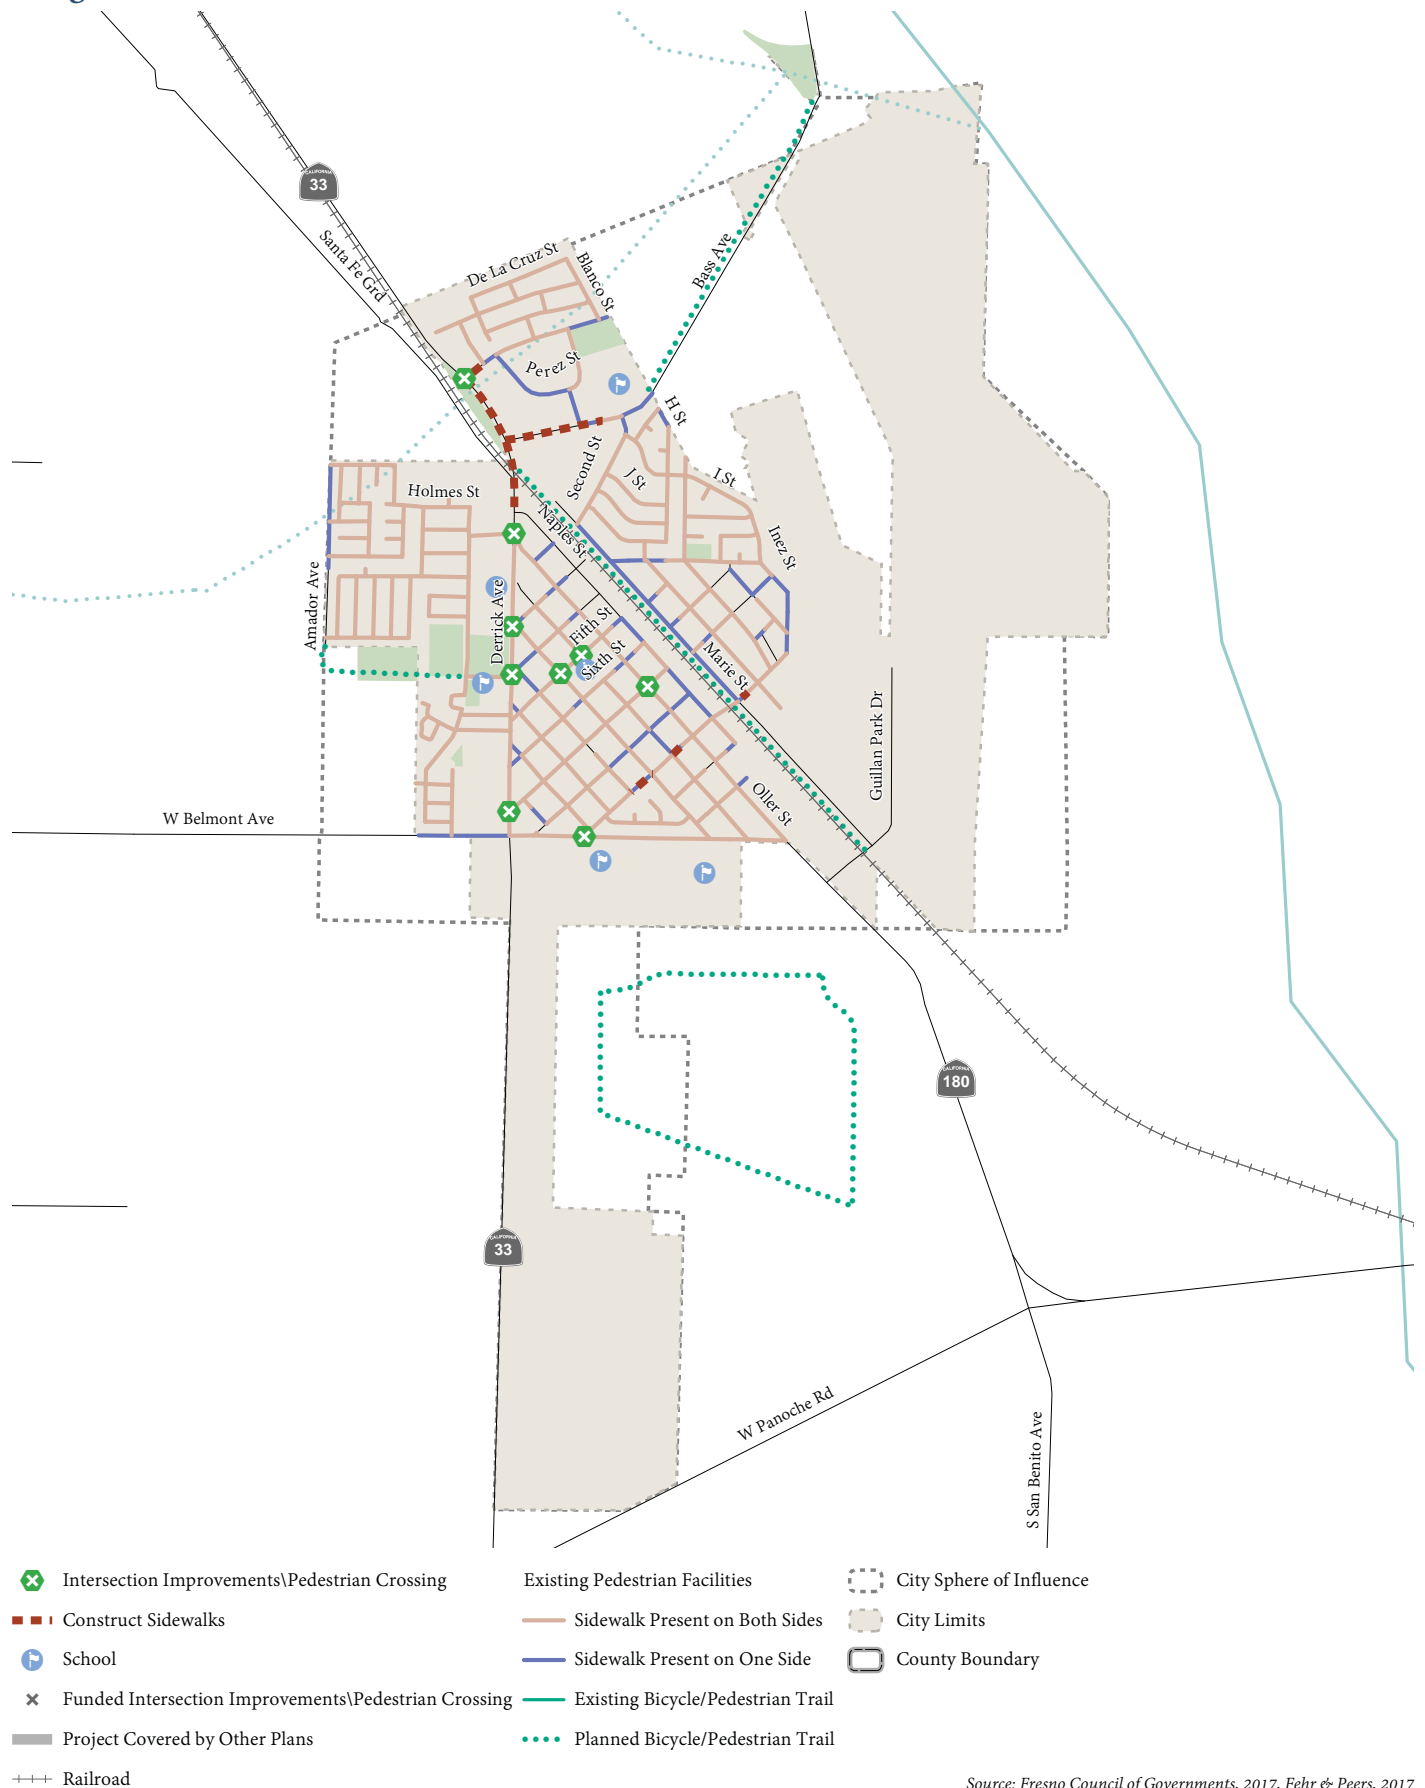 CALIFORNIA
33
Santa Fe Grd
De La Cruz St
Blanco St
Bass Ave
Perez St
H St
Second St
J St
I St
Holmes St
Naples St
Inez St
Amador Ave
Derrick Ave
Fifth St
Sixth St
Marie St
Guillan Park Dr
Oller St
W Belmont Ave
CALIFORNIA
180
CALIFORNIA
33
W Panoche Rd
S San Benito Ave
Intersection Improvements\Pedestrian Crossing
Construct Sidewalks
School
Funded Intersection Improvements\Pedestrian Crossing
Project Covered by Other Plans
Railroad
Existing Pedestrian Facilities
Sidewalk Present on Both Sides
Sidewalk Present on One Side
Existing Bicycle/Pedestrian Trail
Planned Bicycle/Pedestrian Trail
City Sphere of Influence
City Limits
County Boundary
Source: Fresno Council of Governments, 2017, Fehr & Peers, 2017